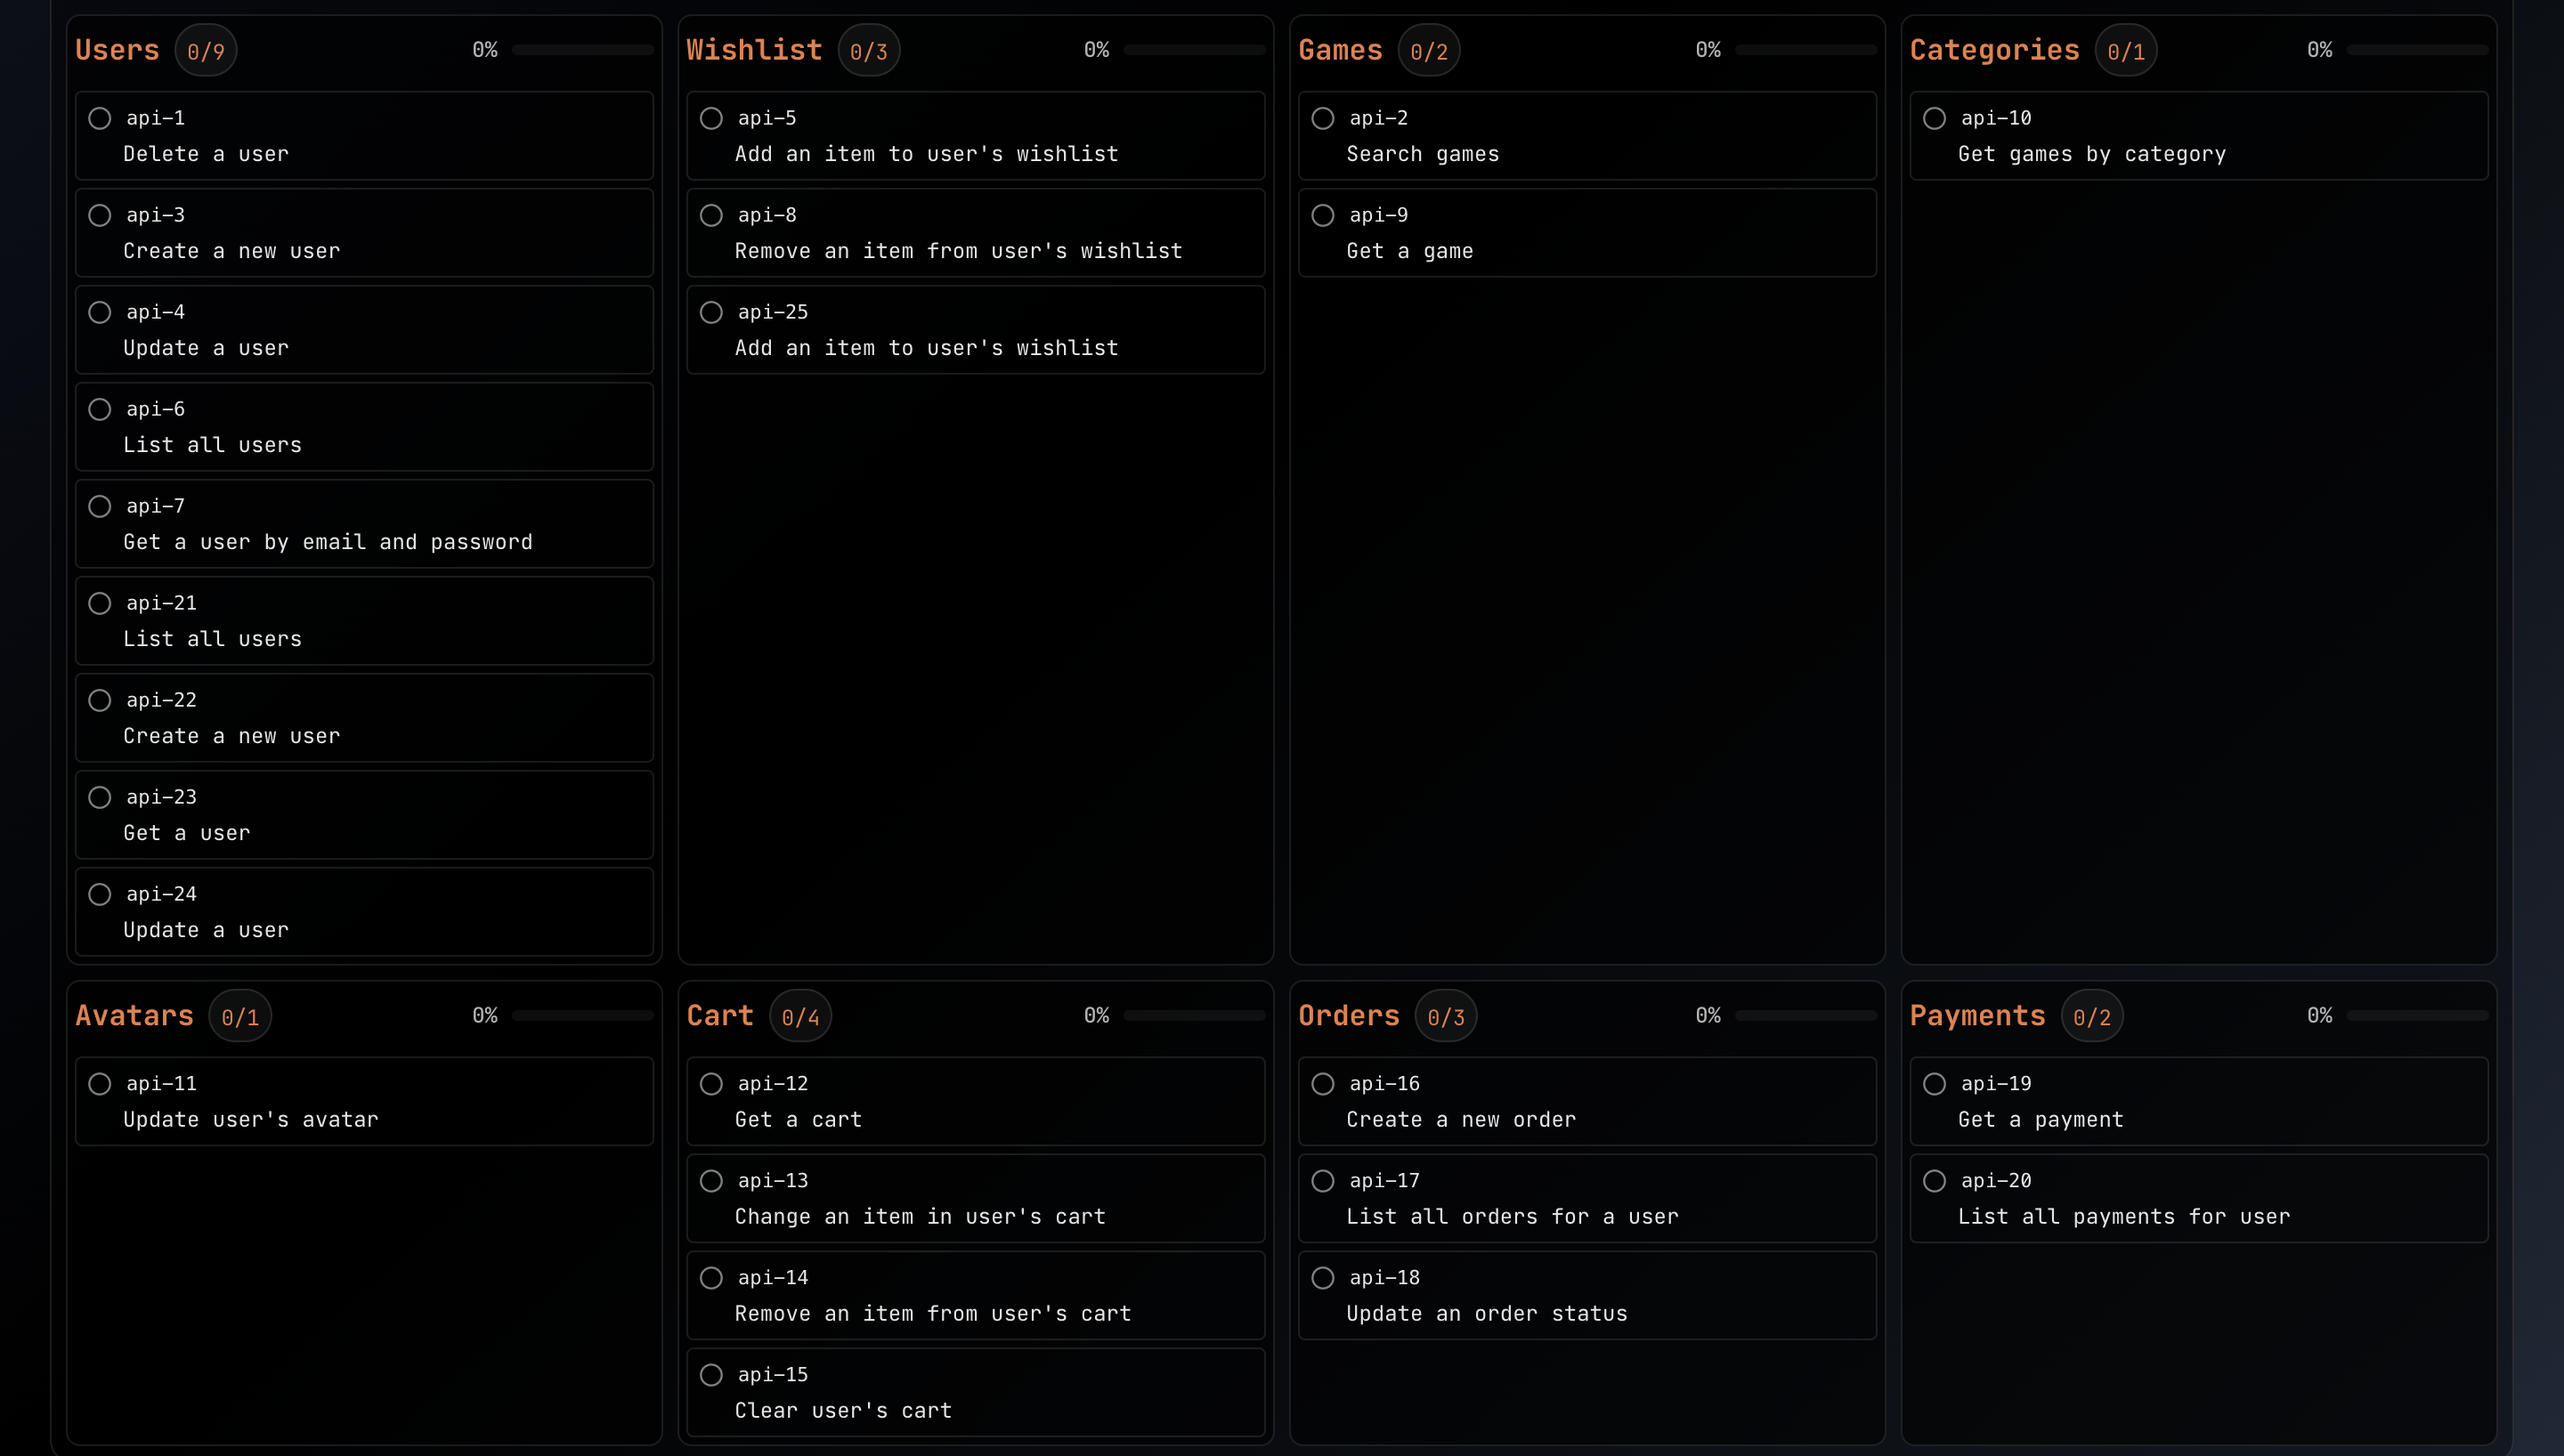 Users 0/9 0%
api-1
Delete a user
api-3
Create a new user
api-4
Update a user
api-6
List all users
api-7
Get a user by email and password
api-21
List all users
api-22
Create a new user
api-23
Get a user
api-24
Update a user
Wishlist 0/3 0%
api-5
Add an item to user's wishlist
api-8
Remove an item from user's wishlist
api-25
Add an item to user's wishlist
Games 0/2 0%
api-2
Search games
api-9
Get a game
Categories 0/1 0%
api-10
Get games by category
Avatars 0/1 0%
api-11
Update user's avatar
Cart 0/4 0%
api-12
Get a cart
api-13
Change an item in user's cart
api-14
Remove an item from user's cart
api-15
Clear user's cart
Orders 0/3 0%
api-16
Create a new order
api-17
List all orders for a user
api-18
Update an order status
Payments 0/2 0%
api-19
Get a payment
api-20
List all payments for user